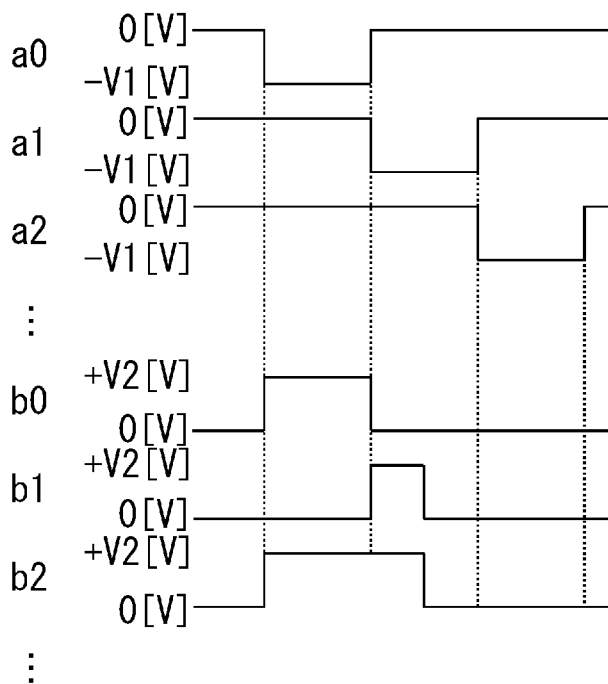 a0 0[V]
-V1[V]
a1 0[V]
-V1[V]
a2 0[V]
-V1[V]
⋮
b0 +V2[V]
0[V]
b1 +V2[V]
0[V]
b2 +V2[V]
0[V]
⋮